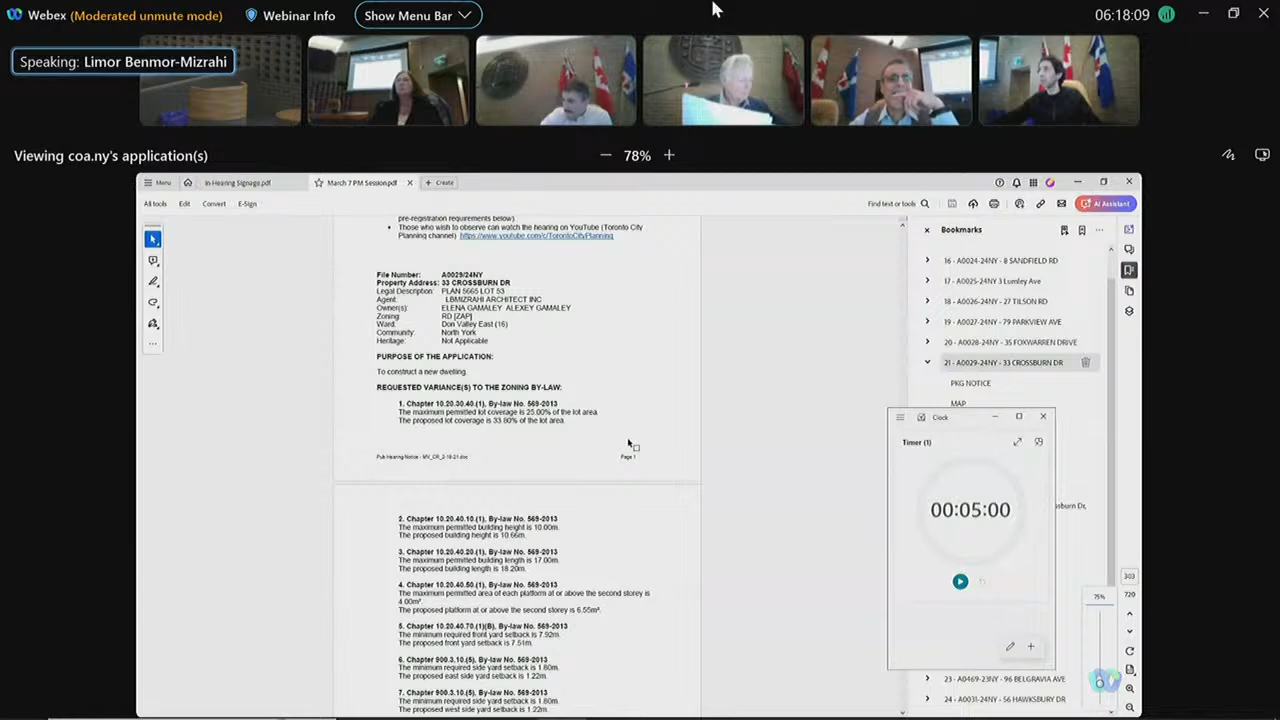 Webex (Moderated unmute mode) Webinar Info Show Menu Bar 06:18:09
Speaking: Limor Benmor-Mizrahi
Viewing coa.ny's application(s) 78%
Menu In-Hearing Signage.pdf March 7 PM Session.pdf Create
All tools Edit Convert E-Sign Find text or tools AI Assistant
pre-registration requirements below)
• Those who wish to observe can watch the hearing on YouTube (Toronto City
Planning channel) https://www.youtube.com/c/TorontoCityPlanning
File Number: A0029/24NY
Property Address: 33 CROSSBURN DR
Legal Description: PLAN 5665 LOT 53
Agent: LBMIZRAHI ARCHITECT INC
Owner(s): ELENA GAMALEY ALEXEY GAMALEY
Zoning: RD [ZAP]
Ward: Don Valley East (16)
Community: North York
Heritage: Not Applicable
PURPOSE OF THE APPLICATION:
To construct a new dwelling.
REQUESTED VARIANCE(S) TO THE ZONING BY-LAW:
1. Chapter 10.20.30.40.(1), By-law No. 569-2013
The maximum permitted lot coverage is 25.00% of the lot area.
The proposed lot coverage is 33.80% of the lot area.
Pub Hearing Notice - MV_CR_2-18-21.doc Page 1
2. Chapter 10.20.40.10.(1), By-law No. 569-2013
The maximum permitted building height is 10.00m.
The proposed building height is 10.66m.
3. Chapter 10.20.40.20.(1), By-law No. 569-2013
The maximum permitted building length is 17.00m.
The proposed building length is 18.20m.
4. Chapter 10.20.40.50.(1), By-law No. 569-2013
The maximum permitted area of each platform at or above the second storey is
4.00m².
The proposed platform at or above the second storey is 6.55m².
5. Chapter 10.20.40.70.(1)(B), By-law No. 569-2013
The minimum required front yard setback is 7.92m.
The proposed front yard setback is 7.51m.
6. Chapter 900.3.10.(5), By-law No. 569-2013
The minimum required side yard setback is 1.80m.
The proposed east side yard setback is 1.22m.
7. Chapter 900.3.10.(5), By-law No. 569-2013
The minimum required side yard setback is 1.80m.
The proposed west side yard setback is 1.22m.
Bookmarks
16 - A0024-24NY - 8 SANDFIELD RD
17 - A0025-24NY 3 Lumley Ave
18 - A0026-24NY - 27 TILSON RD
19 - A0027-24NY - 79 PARKVIEW AVE
20 - A0028-24NY - 35 FOXWARREN DRIVE
21 - A0029-24NY - 33 CROSSBURN DR
PKG NOTICE
MAP
Clock
Timer (1)
00:05:00
sburn Dr,
303
720
75%
23 - A0469-23NY - 96 BELGRAVIA AVE
24 - A0031-24NY - 56 HAWKSBURY DR